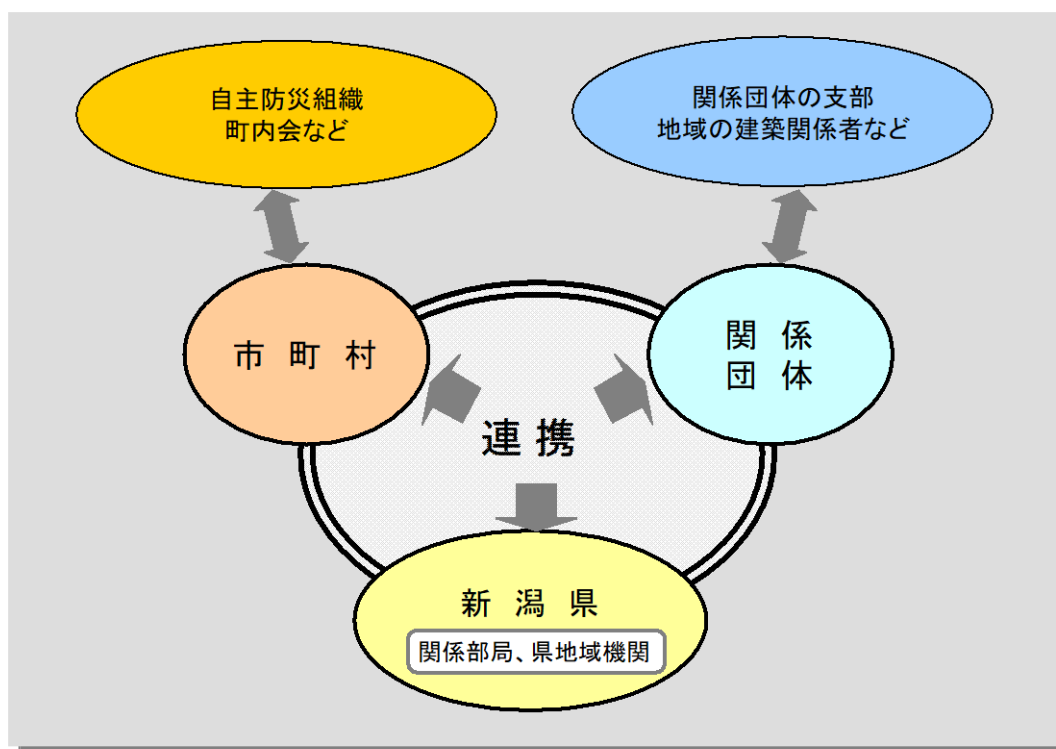 自主防災組織
町内会など
関係団体の支部
地域の建築関係者など
市 町 村
関 係
団 体
連 携
新 潟 県
関係部局、県地域機関